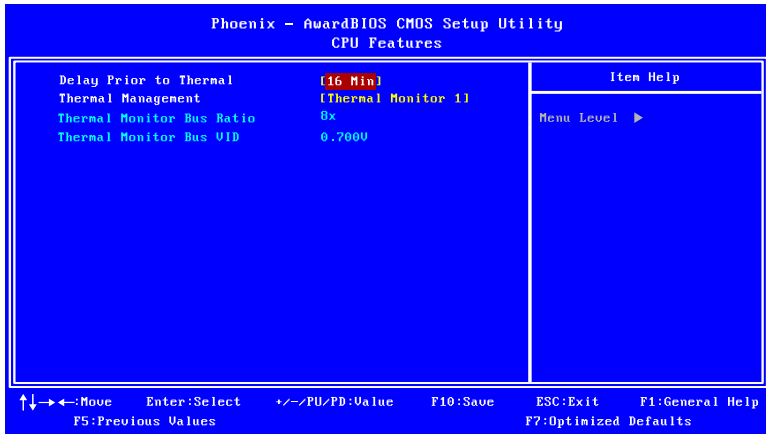 Phoenix – AwardBIOS CMOS Setup Utility
CPU Features
Delay Prior to Thermal [16 Min]
Thermal Management [Thermal Monitor 1]
Thermal Monitor Bus Ratio 8x
Thermal Monitor Bus VID 0.700V
Item Help
Menu Level ▶
↑↓→←:Move Enter:Select +/-/PU/PD:Value F10:Save ESC:Exit F1:General Help
F5:Previous Values F7:Optimized Defaults